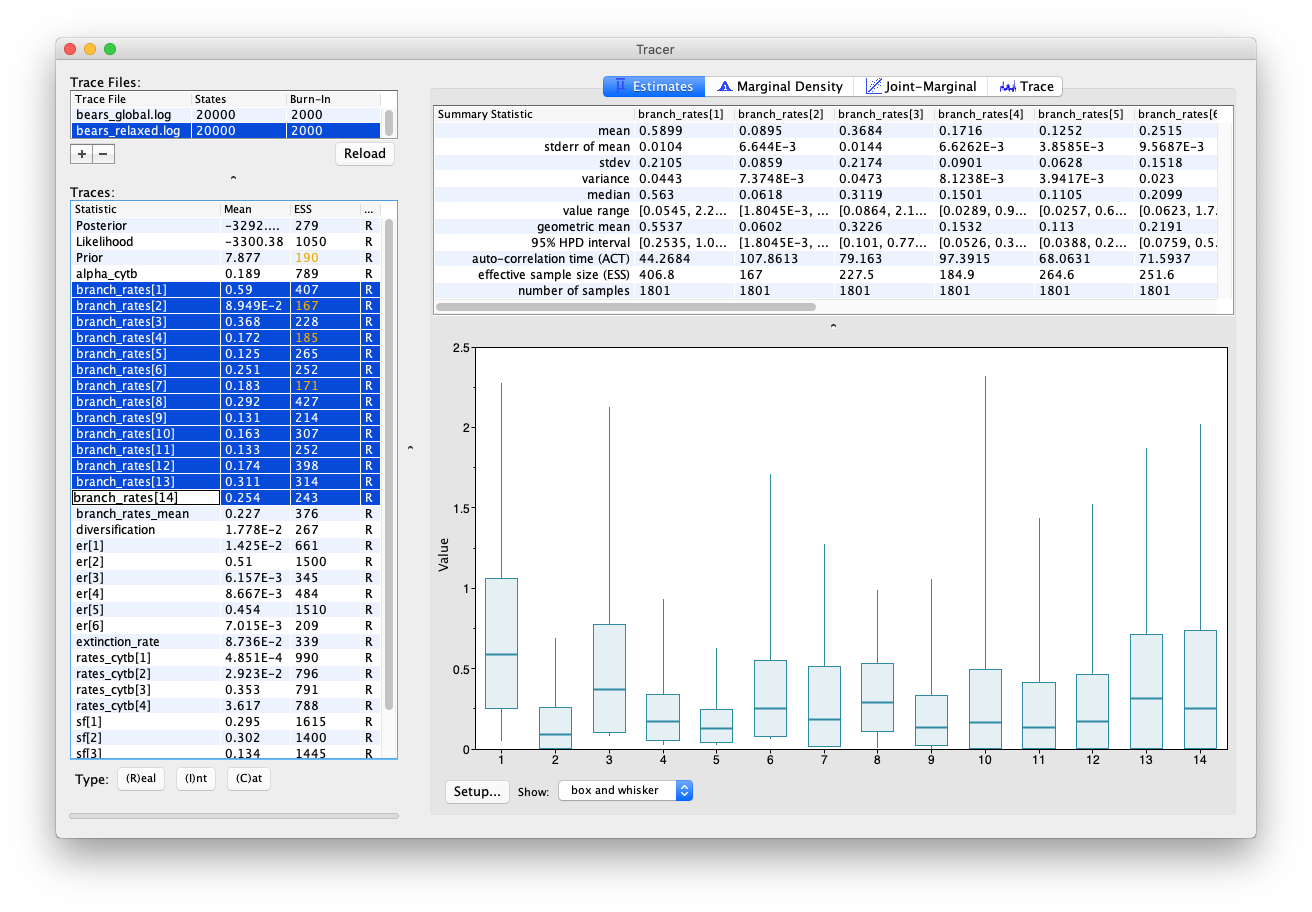 Tracer
Trace Files:
Trace File States Burn-In
bears_global.log 20000 2000
bears_relaxed.log 20000 2000
+ −
Reload
Traces:
Statistic Mean ESS ...
Posterior -3292.... 279 R
Likelihood -3300.38 1050 R
Prior 7.877 190 R
alpha_cytb 0.189 789 R
branch_rates[1] 0.59 407 R
branch_rates[2] 8.949E-2 167 R
branch_rates[3] 0.368 228 R
branch_rates[4] 0.172 185 R
branch_rates[5] 0.125 265 R
branch_rates[6] 0.251 252 R
branch_rates[7] 0.183 171 R
branch_rates[8] 0.292 427 R
branch_rates[9] 0.131 214 R
branch_rates[10] 0.163 307 R
branch_rates[11] 0.133 252 R
branch_rates[12] 0.174 398 R
branch_rates[13] 0.311 314 R
branch_rates[14] 0.254 243 R
branch_rates_mean 0.227 376 R
diversification 1.778E-2 267 R
er[1] 1.425E-2 661 R
er[2] 0.51 1500 R
er[3] 6.157E-3 345 R
er[4] 8.667E-3 484 R
er[5] 0.454 1510 R
er[6] 7.015E-3 209 R
extinction_rate 8.736E-2 339 R
rates_cytb[1] 4.851E-4 990 R
rates_cytb[2] 2.923E-2 796 R
rates_cytb[3] 0.353 791 R
rates_cytb[4] 3.617 788 R
sf[1] 0.295 1615 R
sf[2] 0.302 1400 R
sf[3] 0.134 1445 R
Type: (R)eal (I)nt (C)at
Estimates Marginal Density Joint-Marginal Trace
Summary Statistic branch_rates[1] branch_rates[2] branch_rates[3] branch_rates[4] branch_rates[5] branch_rates[6
mean 0.5899 0.0895 0.3684 0.1716 0.1252 0.2515
stderr of mean 0.0104 6.644E-3 0.0144 6.6262E-3 3.8585E-3 9.5687E-3
stdev 0.2105 0.0859 0.2174 0.0901 0.0628 0.1518
variance 0.0443 7.3748E-3 0.0473 8.1238E-3 3.9417E-3 0.023
median 0.563 0.0618 0.3119 0.1501 0.1105 0.2099
value range [0.0545, 2.2... [1.8045E-3, ... [0.0864, 2.1... [0.0289, 0.9... [0.0257, 0.6... [0.0623, 1.7.
geometric mean 0.5537 0.0602 0.3226 0.1532 0.113 0.2191
95% HPD interval [0.2535, 1.0... [1.8045E-3, ... [0.101, 0.77... [0.0526, 0.3... [0.0388, 0.2... [0.0759, 0.5.
auto-correlation time (ACT) 44.2684 107.8613 79.163 97.3915 68.0631 71.5937
effective sample size (ESS) 406.8 167 227.5 184.9 264.6 251.6
number of samples 1801 1801 1801 1801 1801 1801
2.5
2
1.5
1
0.5
0
Value
1 2 3 4 5 6 7 8 9 10 11 12 13 14
Setup... Show: box and whisker